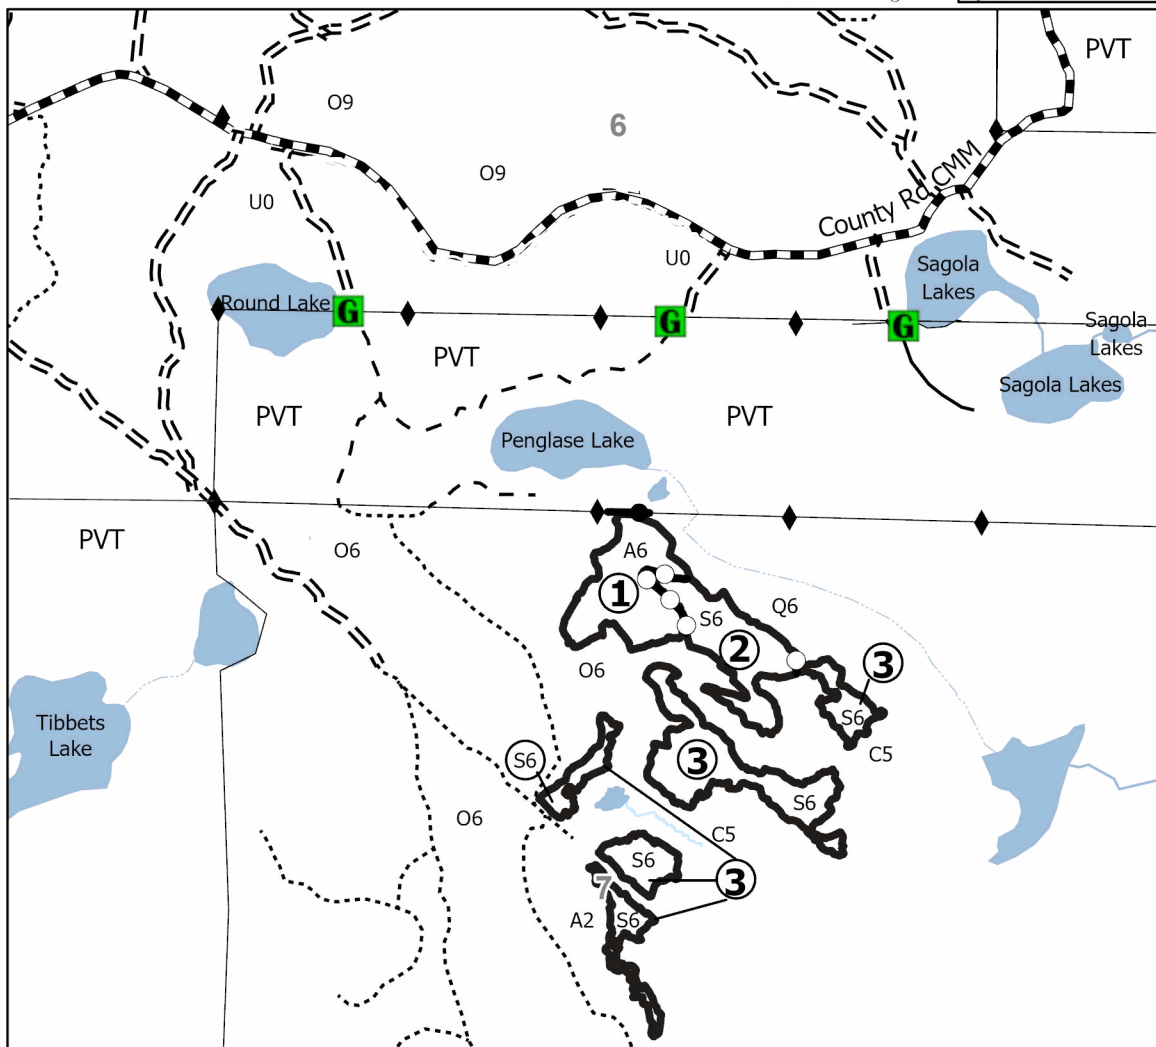 PVT
O9
6
O9
County Rd CMM
U0
U0
Sagola
Lakes
Round Lake
G
G
G
Sagola
Lakes
PVT
Sagola Lakes
PVT
PVT
Penglase Lake
PVT
O6
A6
1
S6
Q6
2
3
O6
S6
Tibbets
Lake
C5
S6
3
S6
O6
C5
S6
3
7
A2
S6